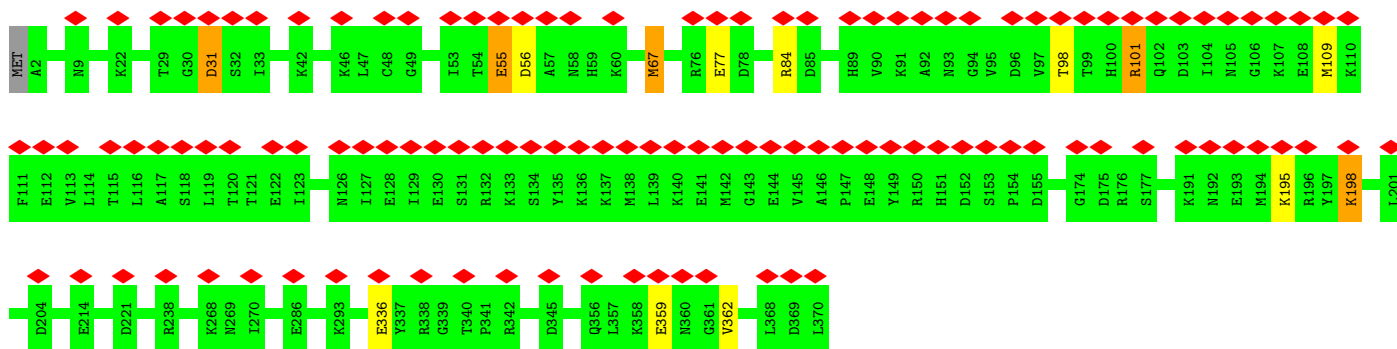 MET A2 N9 K22 T29 G30 D31 S32 I33 K42 K46 L47 C48 G49 I53 T54 E55 D56 A57 N58 H59 K60 M67 R76 E77 D78 R84 D85 H89 V90 K91 A92 N93 G94 V95 D96 V97 T98 T99 H100 R101 Q102 D103 I104 N105 G106 K107 E108 M109 K110
F111 E112 V113 L114 T115 L116 A117 S118 L119 T120 T121 E122 I123 N126 I127 E128 I129 E130 S131 R132 K133 S134 Y135 K136 K137 M138 L139 K140 E141 M142 G143 E144 V145 A146 P147 E148 Y149 R150 H151 D152 S153 P154 D155 G174 D175 R176 S177 K191 N192 E193 M194 K195 R196 Y197 K198 L201
D204 E214 D221 R238 K268 N269 I270 E286 K293 E336 Y337 R338 G339 T340 P341 R342 D345 Q356 L357 K358 E359 N360 G361 V362 L368 D369 L370